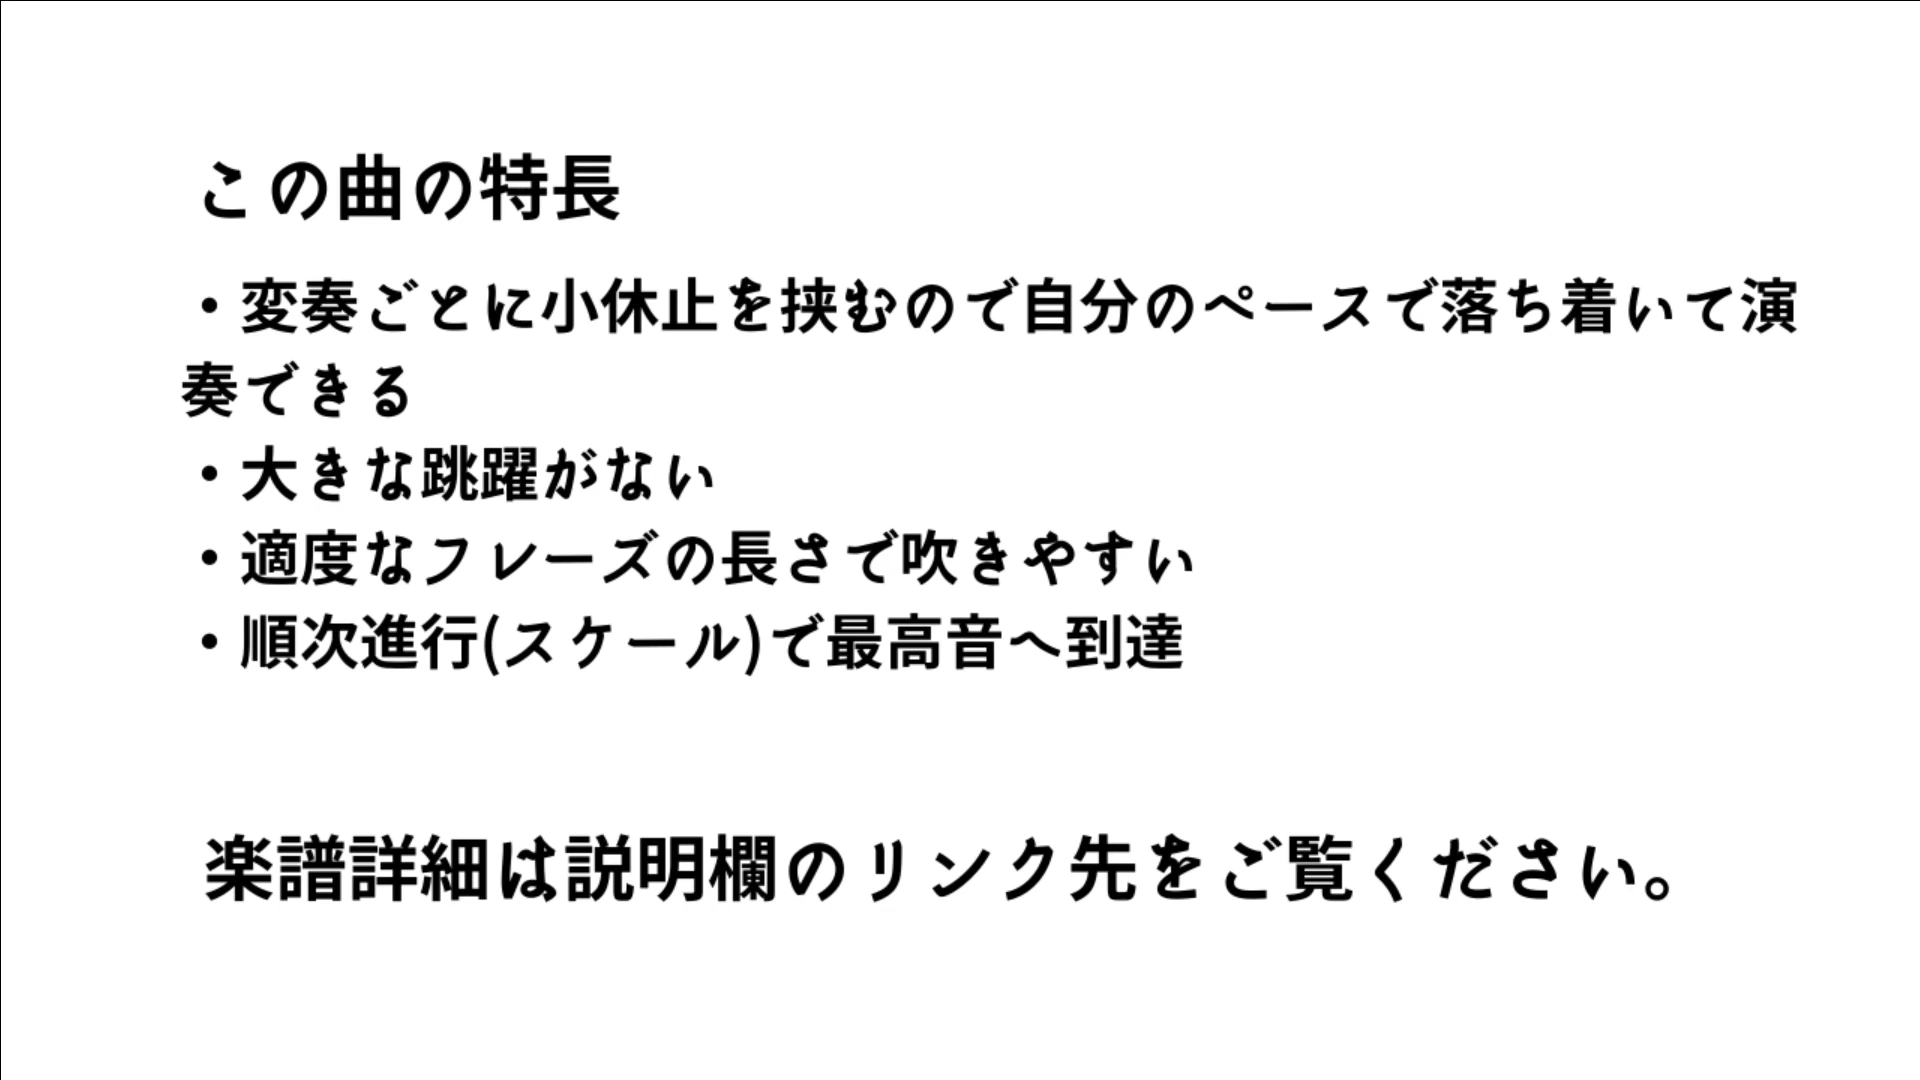 この曲の特長
・変奏ごとに小休止を挟むので自分のペースで落ち着いて演
奏できる
・大きな跳躍がない
・適度なフレーズの長さで吹きやすい
・順次進行(スケール)で最高音へ到達
楽譜詳細は説明欄のリンク先をご覧ください。